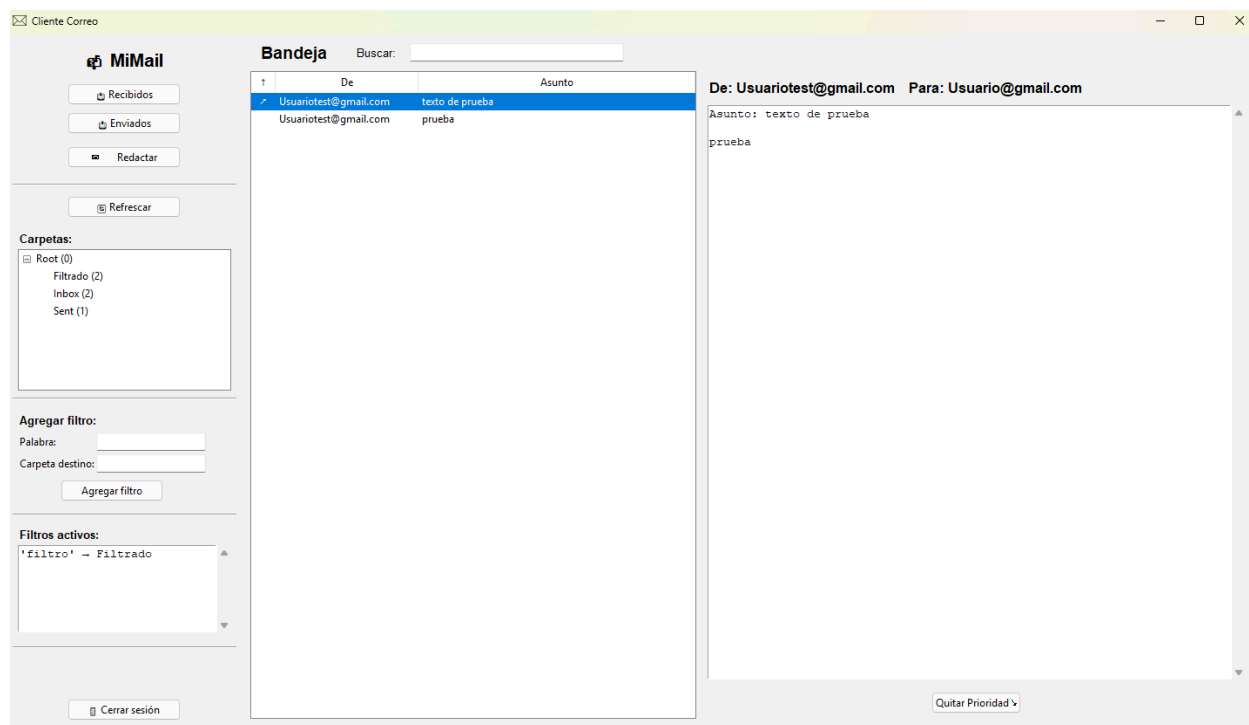 Cliente Correo
MiMail
Recibidos
Enviados
Redactar
Refrescar
Carpetas:
Root (0)
Filtrado (2)
Inbox (2)
Sent (1)
Agregar filtro:
Palabra:
Carpeta destino:
Agregar filtro
Filtros activos:
'filtro' → Filtrado
Cerrar sesión
Bandeja Buscar:
↑ De Asunto
↗ Usuariotest@gmail.com texto de prueba
Usuariotest@gmail.com prueba
De: Usuariotest@gmail.com Para: Usuario@gmail.com
Asunto: texto de prueba
prueba
Quitar Prioridad ↘